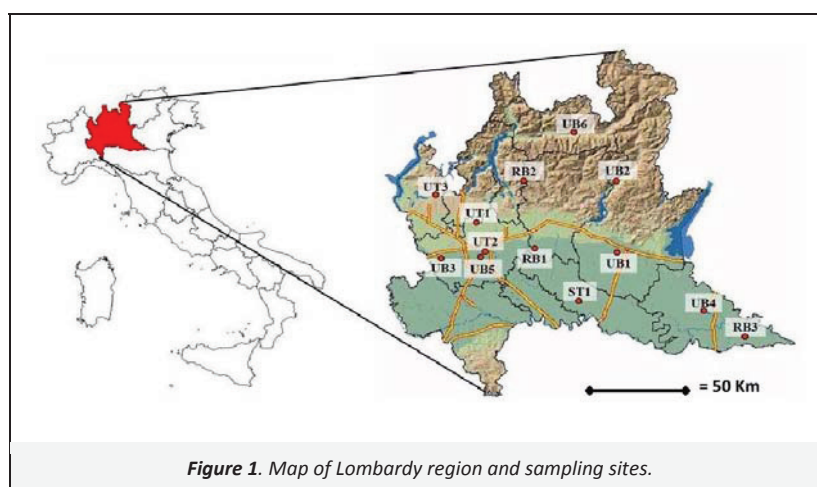 UB6
RB2
UB2
UT3
UT1
UT2
RB1
UB3
UB5
UB1
ST1
UB4
RB3
= 50 Km
Figure 1. Map of Lombardy region and sampling sites.